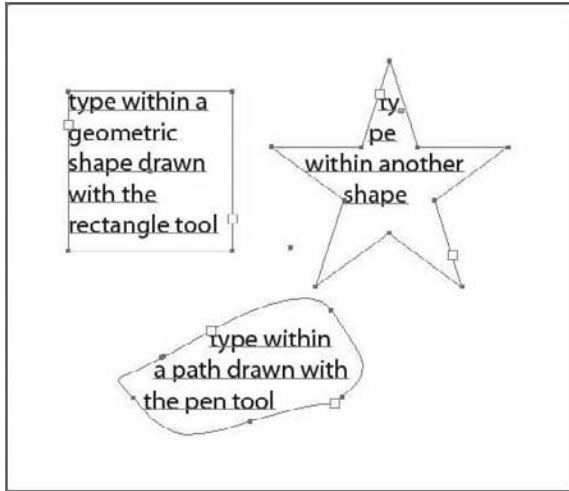 type within a
geometric
shape drawn
with the
rectangle tool
ty
pe
within another
shape
type within
a path drawn with
the pen tool